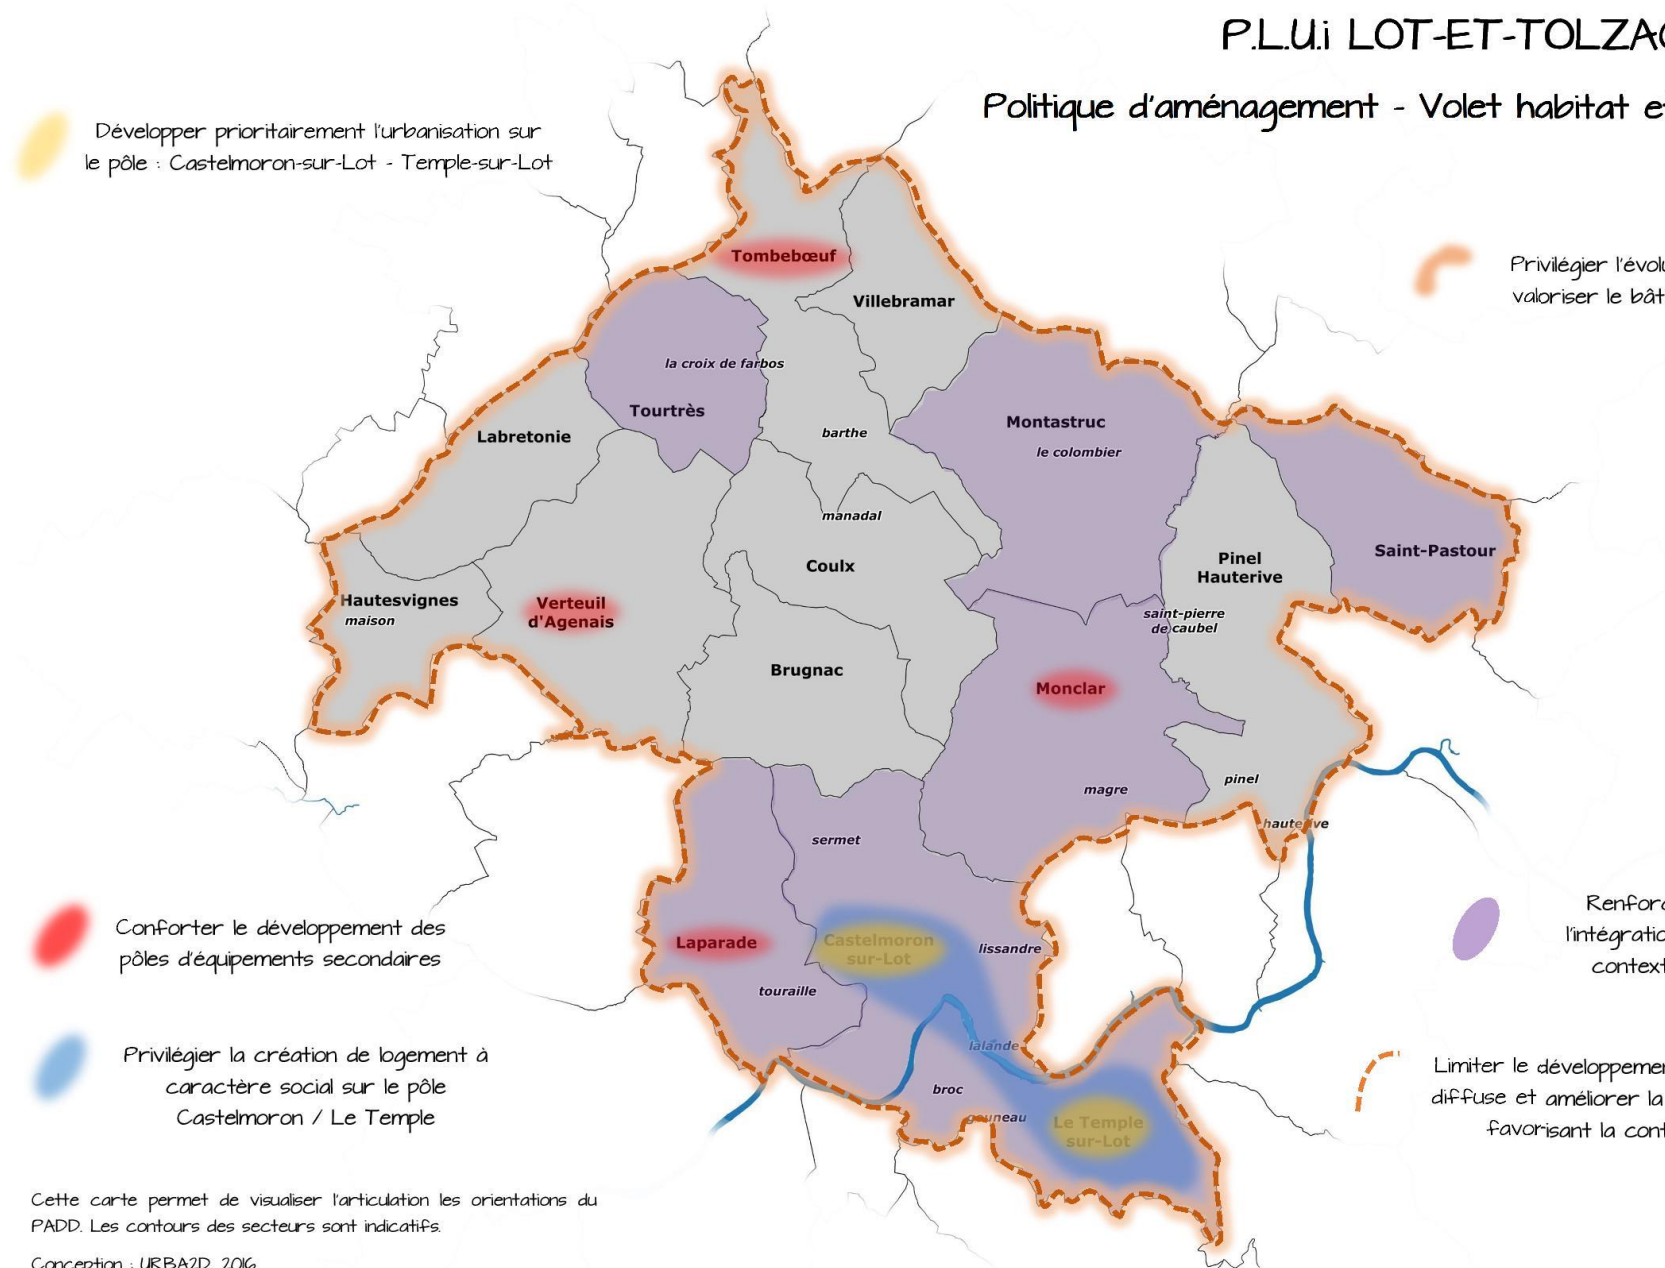 P.L.U.i LOT-ET-TOLZAC
Politique d'aménagement - Volet habitat et
Développer prioritairement l'urbanisation sur
le pôle : Castelmoron-sur-Lot - Temple-sur-Lot
Privilégier l'évolu
valoriser le bât
Tombebœuf
Villebramar
la croix de farbos
Tourtrès
Labretonie
barthe
Montastruc
le colombier
manadal
Coulx
Saint-Pastour
Pinel
Hauterive
Hautesvignes
maison
Verteuil
d'Agenais
saint-pierre
de caubel
Brugnac
Monclar
pinel
magre
hauterive
sermet
Conforter le développement des
pôles d'équipements secondaires
Laparade
Castelmoron
sur-Lot
lissandre
touraille
Renforc
l'intégratio
context
Privilégier la création de logement à
caractère social sur le pôle
Castelmoron / Le Temple
lalande
broc
Le Temple
sur-Lot
Limiter le développemen
diffuse et améliorer la
favorisant la cont
Cette carte permet de visualiser l'articulation les orientations du
PADD. Les contours des secteurs sont indicatifs.
Conception : URBA2D, 2016